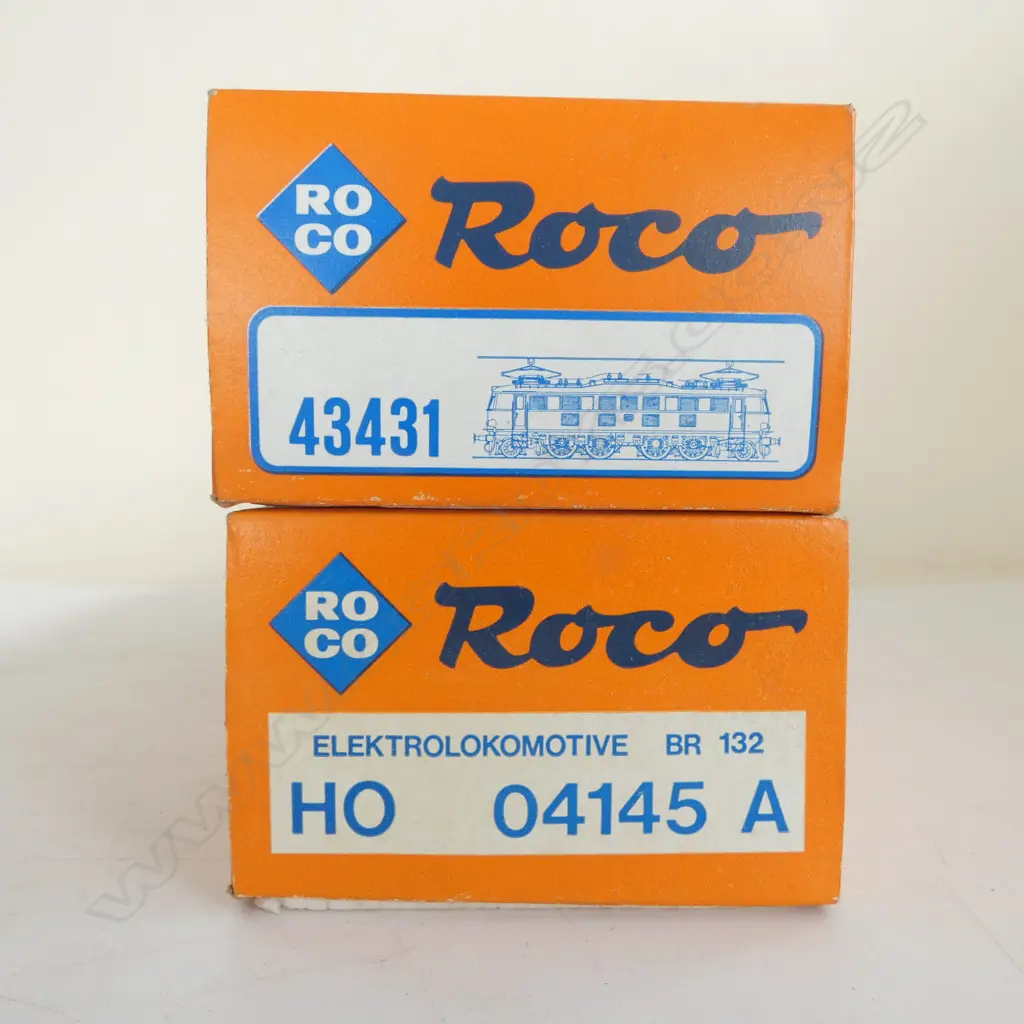 RO
CO
Roco
43431
RO
CO
Roco
ELEKTROLOKOMOTIVE BR 132
HO 04145 A